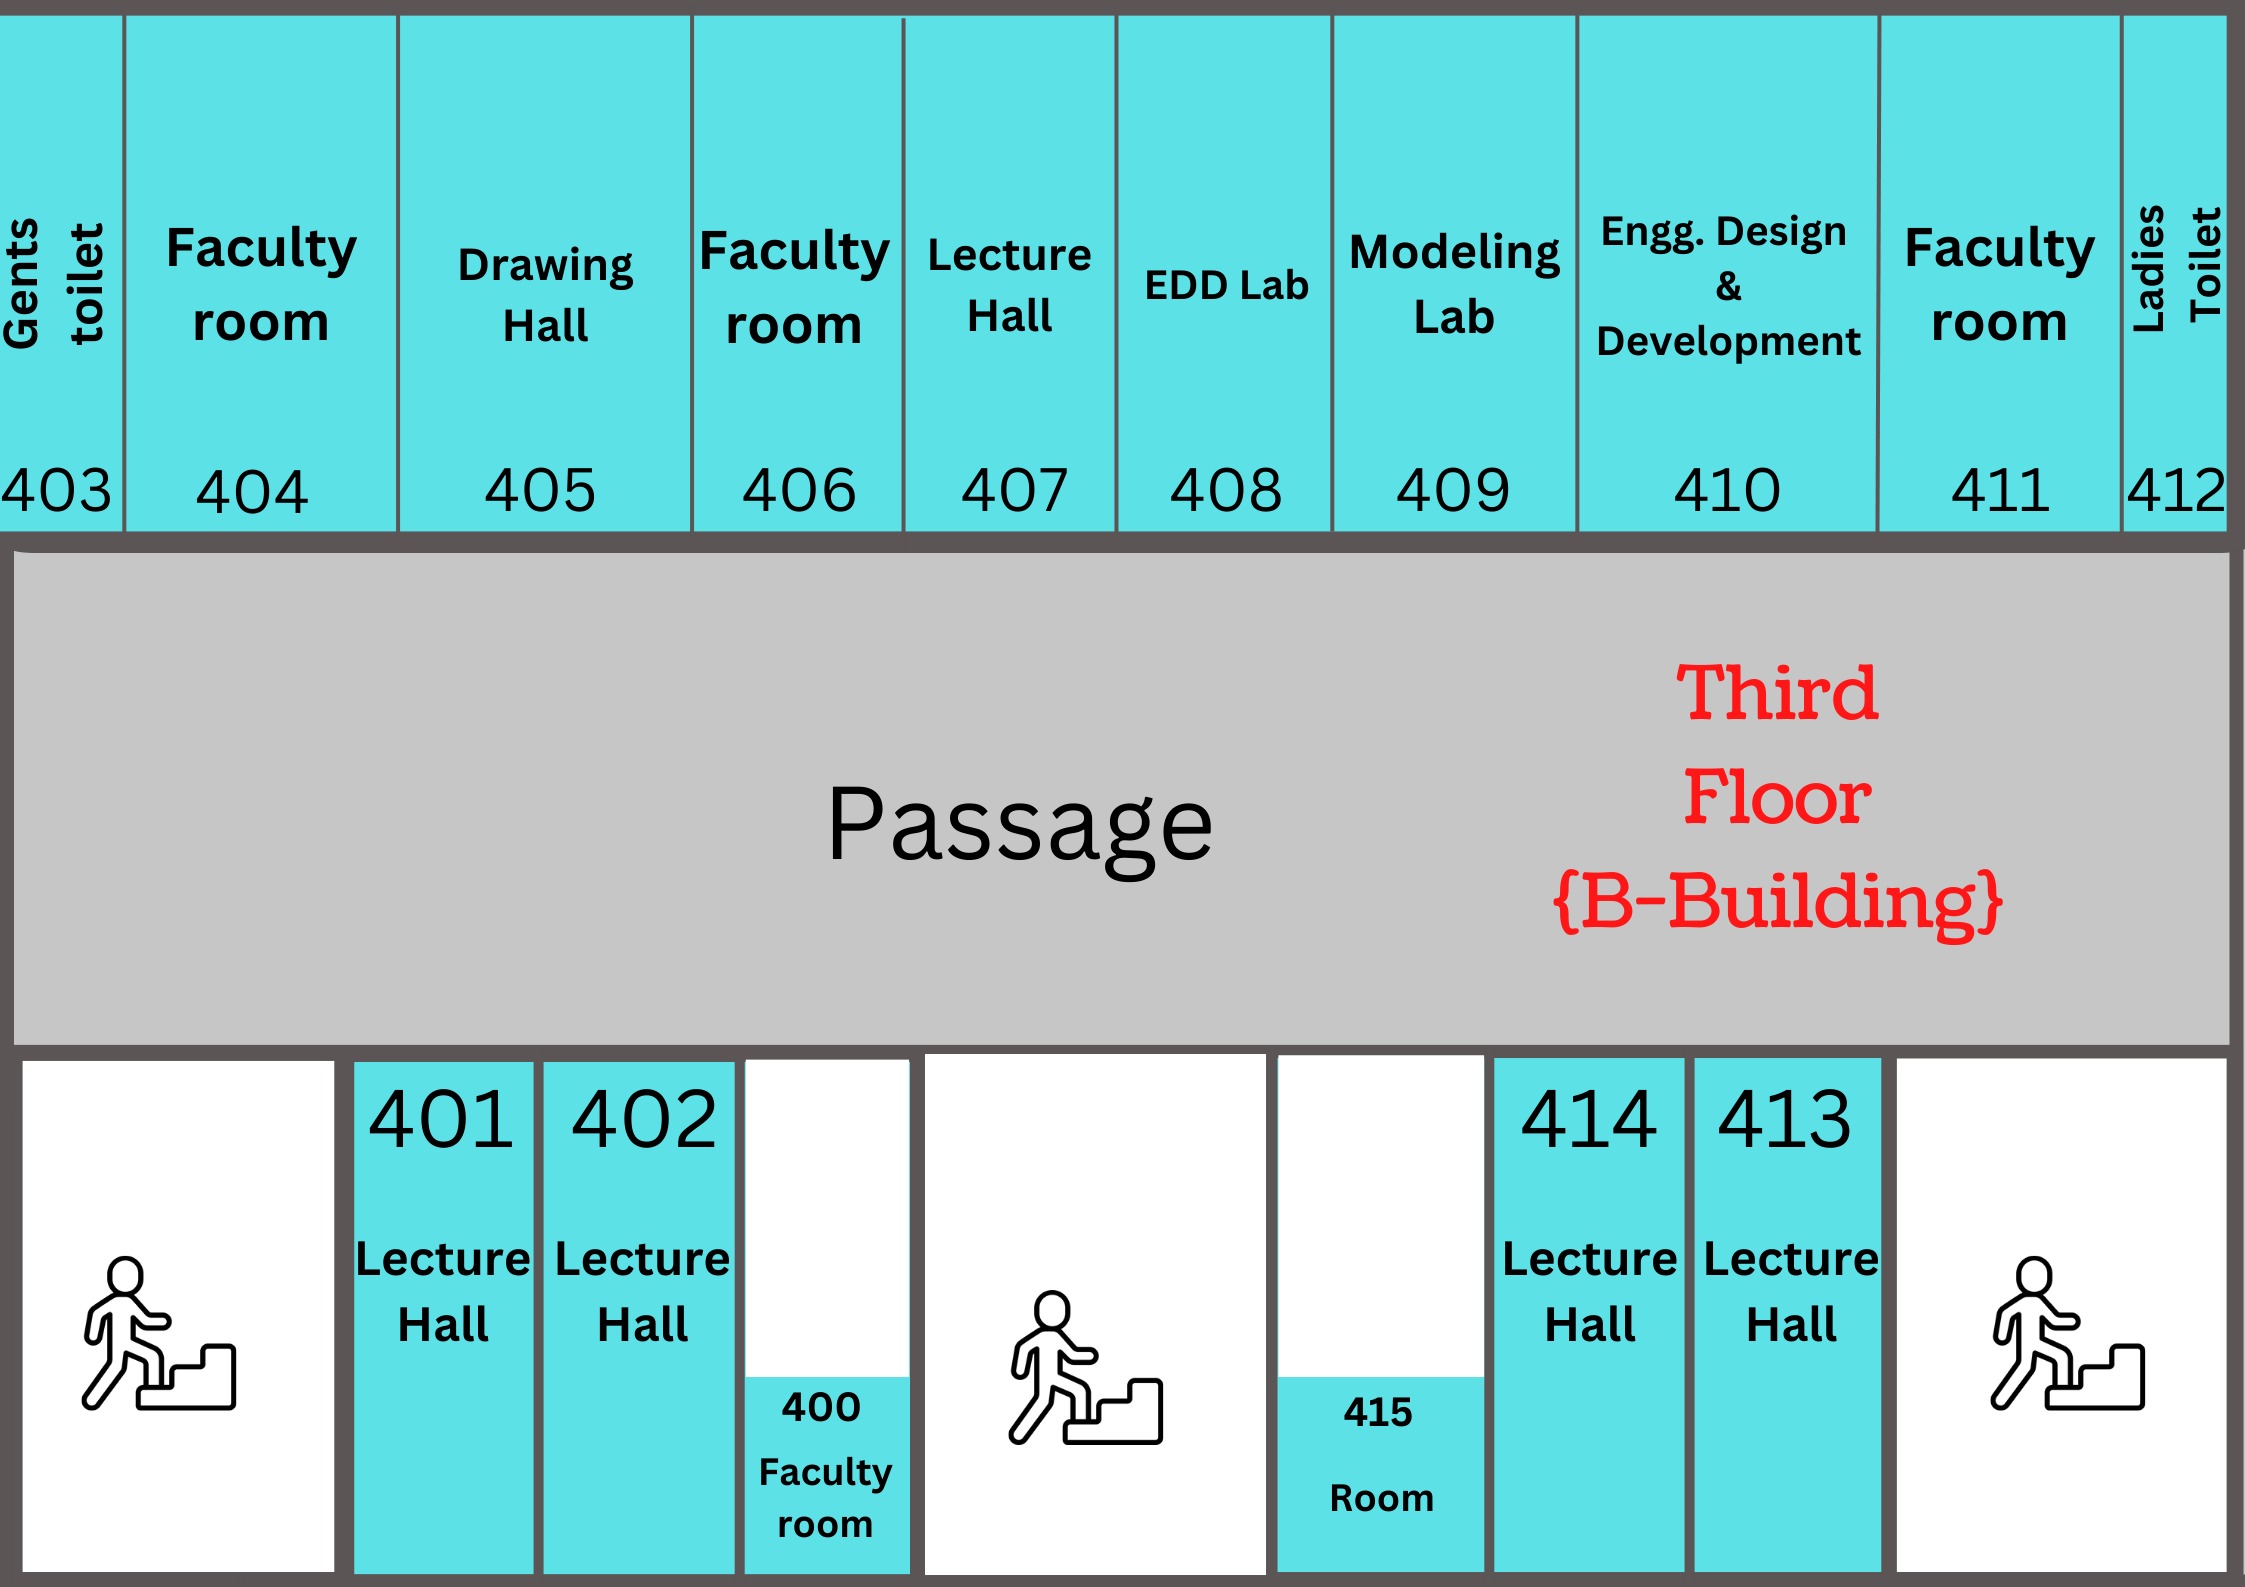 Gents
toilet
403
Faculty
room
404
Drawing
Hall
405
Faculty
room
406
Lecture
Hall
407
EDD Lab
408
Modeling
Lab
409
Engg. Design
&
Development
410
Faculty
room
411
Ladies
Toilet
412
Passage
Third
Floor
{B-Building}
401
Lecture
Hall
402
Lecture
Hall
400
Faculty
room
415
Room
414
Lecture
Hall
413
Lecture
Hall